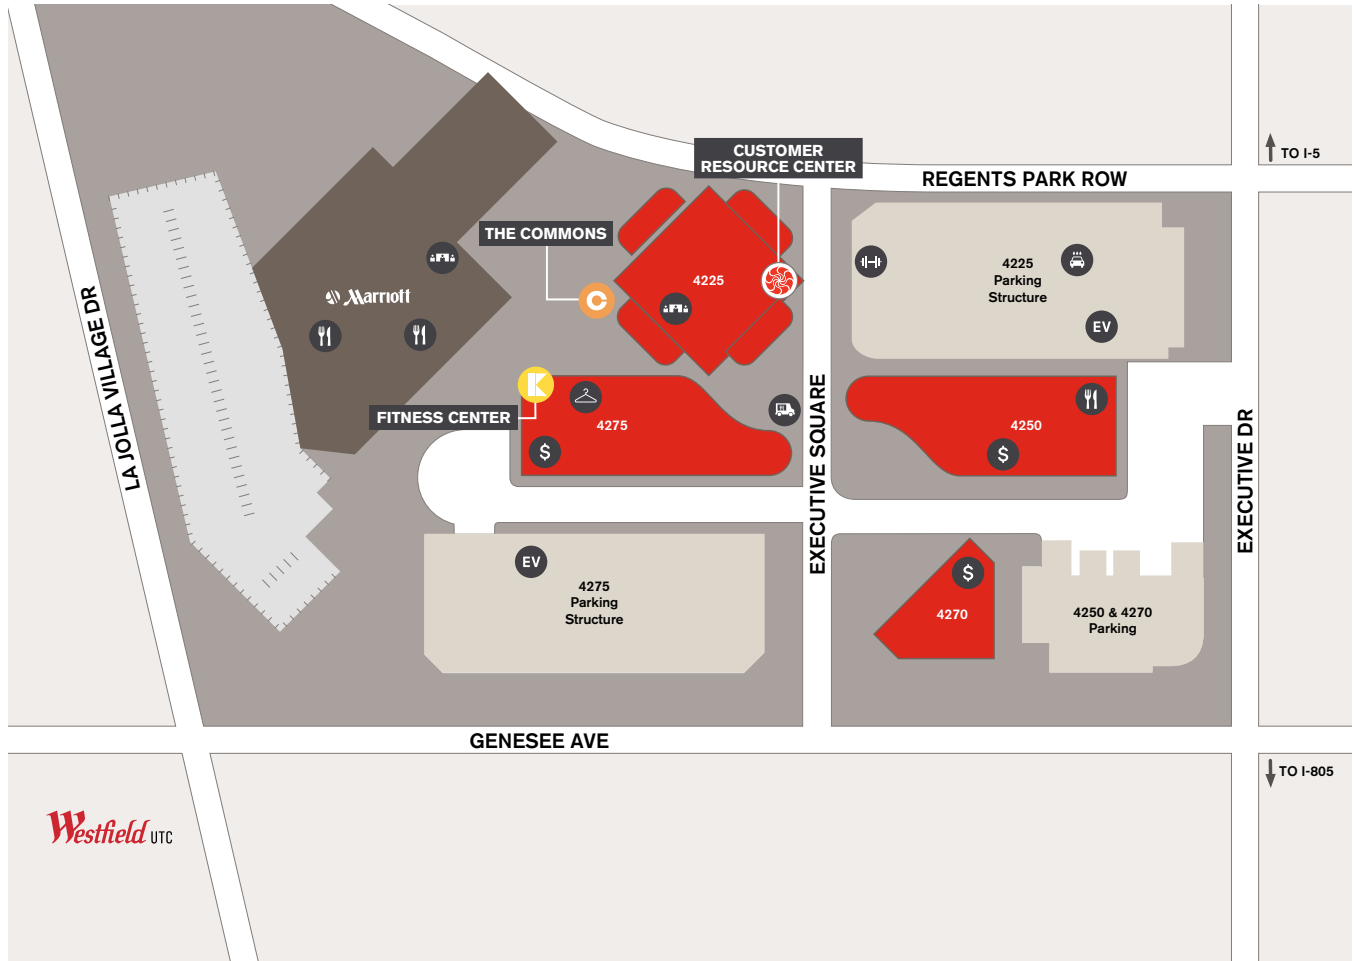 CUSTOMER
RESOURCE CENTER
TO I-5
REGENTS PARK ROW
THE COMMONS
4225
4225
Parking
Structure
Marriott
C
EV
LA JOLLA VILLAGE DR
K
FITNESS CENTER
4275
$
EXECUTIVE SQUARE
4250
$
EXECUTIVE DR
EV
4275
Parking
Structure
$
4270
4250 & 4270
Parking
GENESEE AVE
TO I-805
Westfield UTC